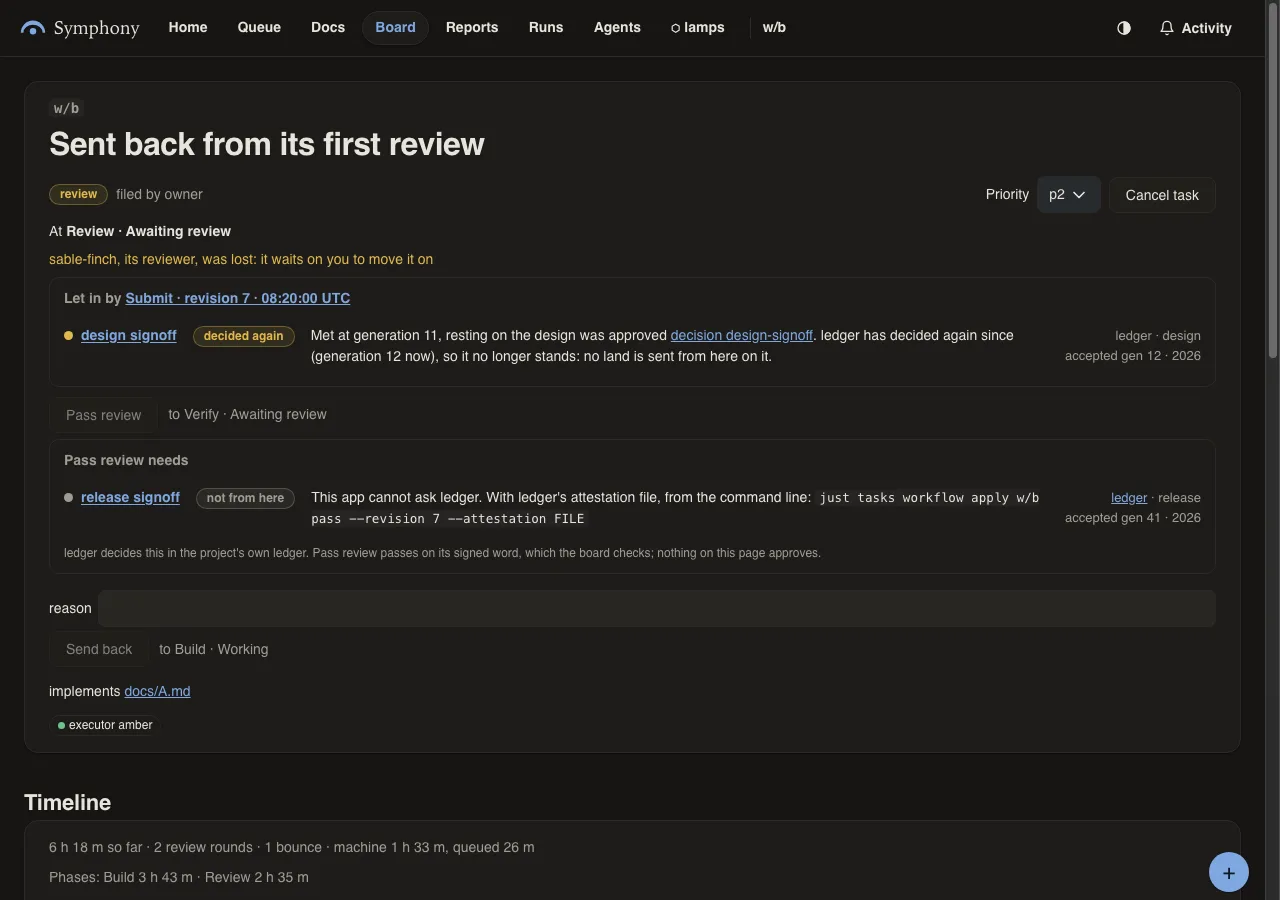 Symphony Home Queue Docs Board Reports Runs Agents lamps w/b Activity
w/b
Sent back from its first review
review filed by owner Priority p2 Cancel task
At Review · Awaiting review
sable-finch, its reviewer, was lost: it waits on you to move it on
Let in by Submit · revision 7 · 08:20:00 UTC
design signoff decided again Met at generation 11, resting on the design was approved decision design-signoff. ledger has decided again since ledger · design
(generation 12 now), so it no longer stands: no land is sent from here on it. accepted gen 12 · 2026
Pass review to Verify · Awaiting review
Pass review needs
release signoff not from here This app cannot ask ledger. With ledger's attestation file, from the command line: just tasks workflow apply w/b ledger · release
pass --revision 7 --attestation FILE accepted gen 41 · 2026
ledger decides this in the project's own ledger. Pass review passes on its signed word, which the board checks; nothing on this page approves.
reason
Send back to Build · Working
implements docs/A.md
executor amber
Timeline
6 h 18 m so far · 2 review rounds · 1 bounce · machine 1 h 33 m, queued 26 m
Phases: Build 3 h 43 m · Review 2 h 35 m
+